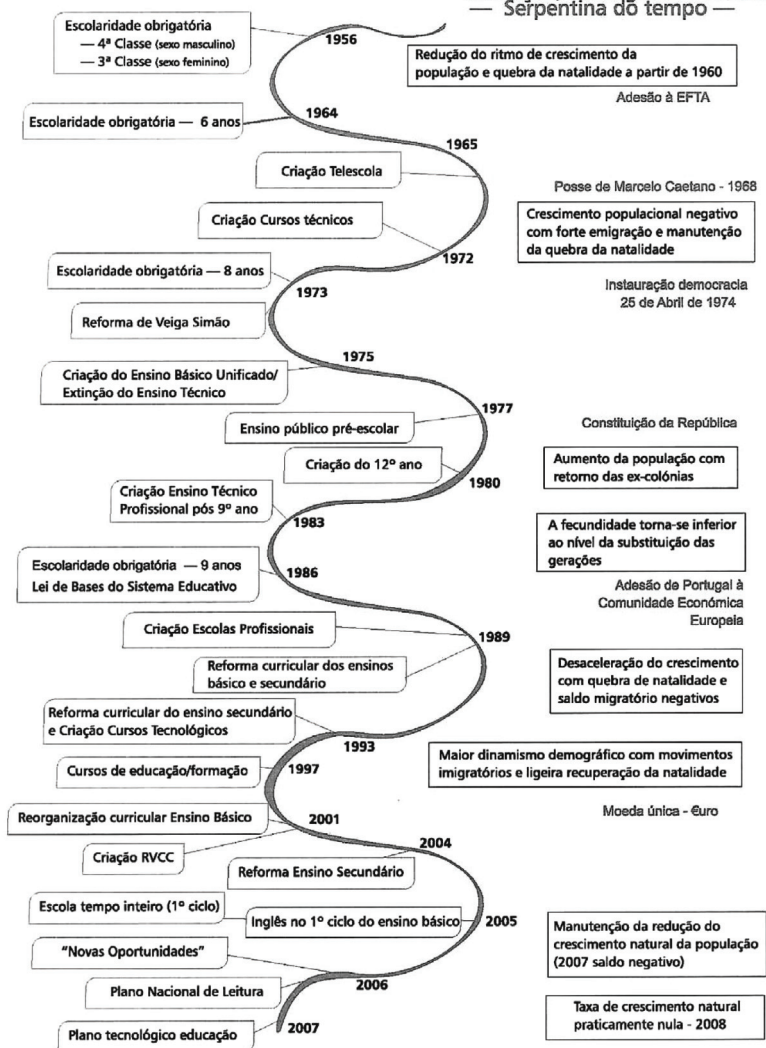 — Serpentina do tempo —
Escolaridade obrigatória
— 4ª Classe (sexo masculino)
— 3ª Classe (sexo feminino)
1956
Redução do ritmo de crescimento da
população e quebra da natalidade a partir de 1960
Adesão à EFTA
Escolaridade obrigatória — 6 anos
1964
1965
Criação Telescola
Posse de Marcelo Caetano - 1968
Criação Cursos técnicos
1972
Crescimento populacional negativo
com forte emigração e manutenção
da quebra da natalidade
Escolaridade obrigatória — 8 anos
1973
Instauração democracia
25 de Abril de 1974
Reforma de Veiga Simão
1975
Criação do Ensino Básico Unificado/
Extinção do Ensino Técnico
1977
Ensino público pré-escolar
Constituição da República
Criação do 12º ano
1980
Aumento da população com
retorno das ex-colónias
Criação Ensino Técnico
Profissional pós 9º ano
1983
A fecundidade torna-se inferior
ao nível da substituição das
gerações
Escolaridade obrigatória — 9 anos
Lei de Bases do Sistema Educativo
1986
Adesão de Portugal à
Comunidade Económica
Europeia
Criação Escolas Profissionais
1989
Reforma curricular dos ensinos
básico e secundário
Desaceleração do crescimento
com quebra de natalidade e
saldo migratório negativos
Reforma curricular do ensino secundário
e Criação Cursos Tecnológicos
1993
Maior dinamismo demográfico com movimentos
imigratórios e ligeira recuperação da natalidade
Cursos de educação/formação
1997
Moeda única - €uro
Reorganização curricular Ensino Básico
2001
Criação RVCC
2004
Reforma Ensino Secundário
Escola tempo inteiro (1º ciclo)
Inglês no 1º ciclo do ensino básico
2005
Manutenção da redução do
crescimento natural da população
(2007 saldo negativo)
"Novas Oportunidades"
2006
Plano Nacional de Leitura
Taxa de crescimento natural
praticamente nula - 2008
Plano tecnológico educação
2007